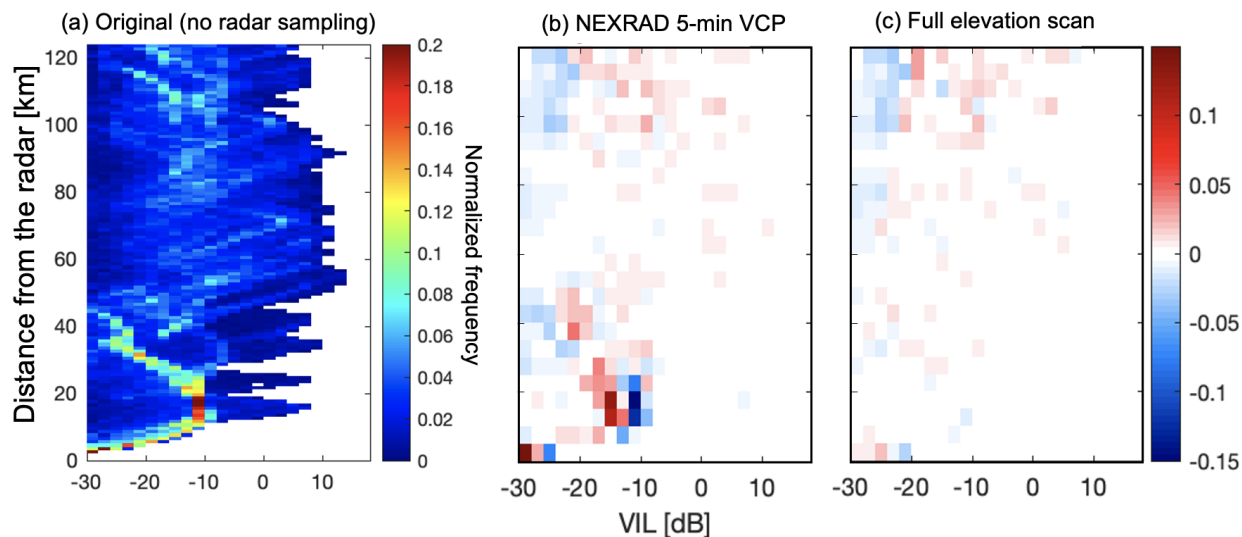 (a) Original (no radar sampling)
(b) NEXRAD 5-min VCP
(c) Full elevation scan
Distance from the radar [km]
120
100
80
60
40
20
0
-30 -20 -10 0 10
0.2
0.18
0.16
0.14
0.12
0.1
0.08
0.06
0.04
0.02
0
Normalized frequency
-30 -20 -10 0 10
VIL [dB]
-30 -20 -10 0 10
0.1
0.05
0
-0.05
-0.1
-0.15